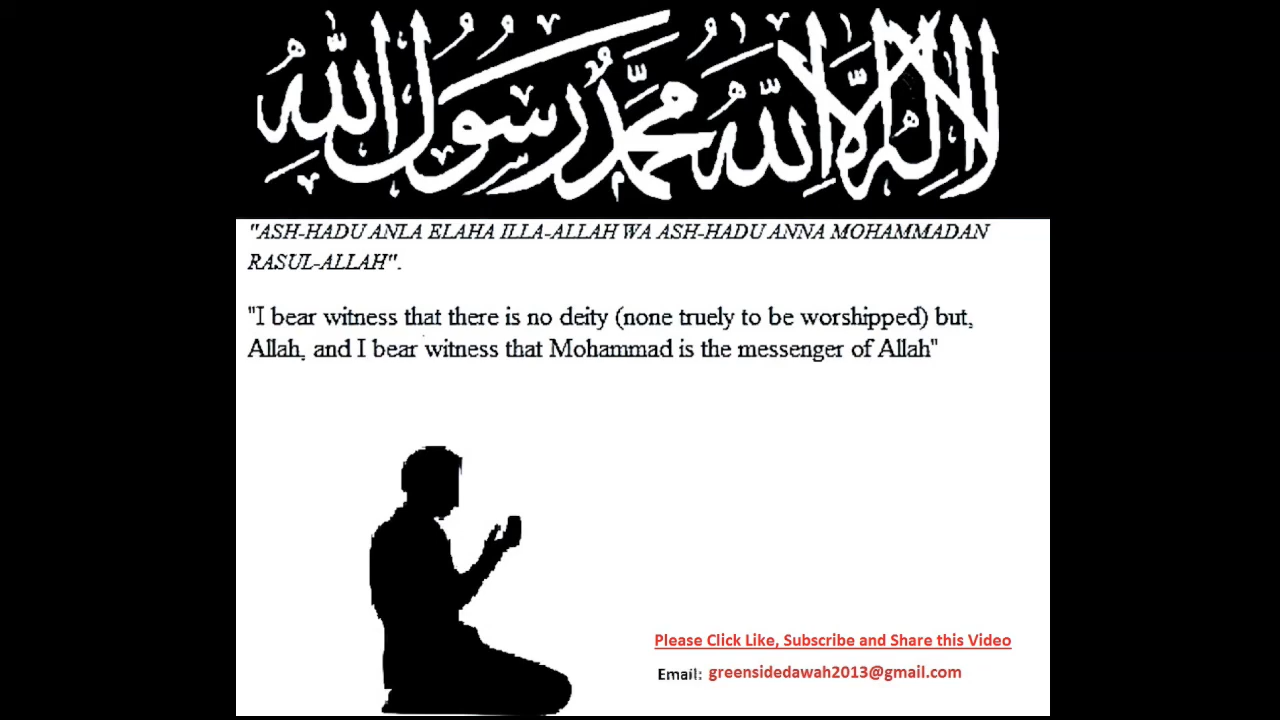 لا إله إلا الله محمد رسول الله
"ASH-HADU ANLA ELAHA ILLA-ALLAH WA ASH-HADU ANNA MOHAMMADAN
RASUL-ALLAH".
"I bear witness that there is no deity (none truely to be worshipped) but,
Allah, and I bear witness that Mohammad is the messenger of Allah"
Please Click Like, Subscribe and Share this Video
Email: greensidedawah2013@gmail.com